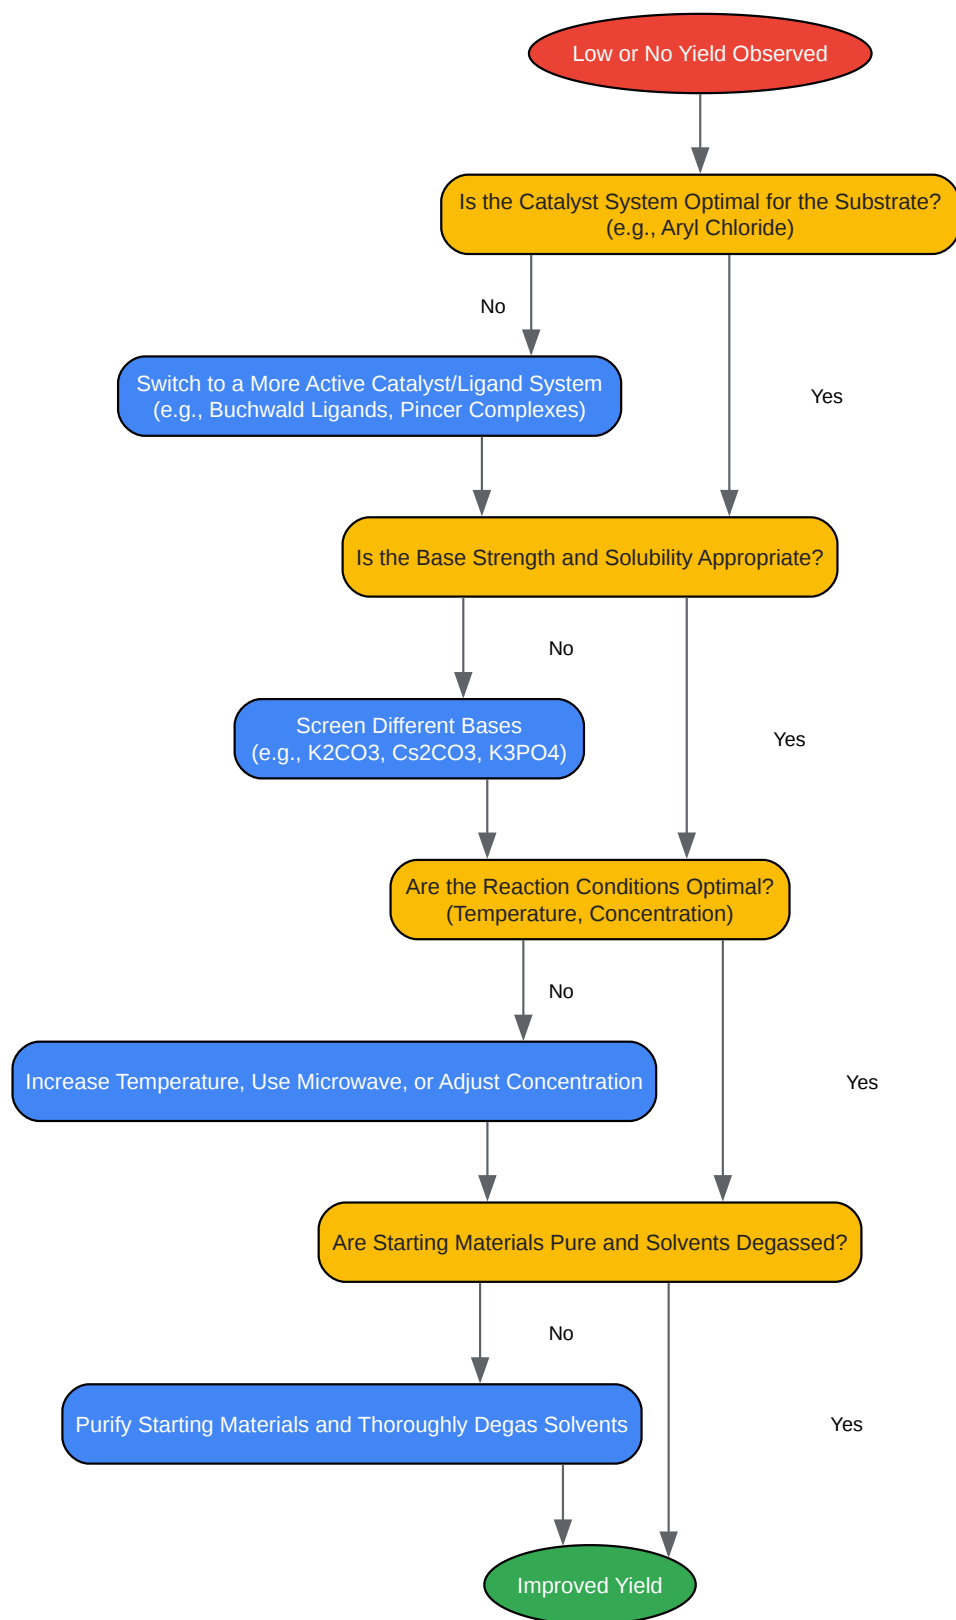 Low or No Yield Observed
Is the Catalyst System Optimal for the Substrate?
(e.g., Aryl Chloride)
No
Switch to a More Active Catalyst/Ligand System
(e.g., Buchwald Ligands, Pincer Complexes)
Yes
Is the Base Strength and Solubility Appropriate?
No
Screen Different Bases
(e.g., K2CO3, Cs2CO3, K3PO4)
Yes
Are the Reaction Conditions Optimal?
(Temperature, Concentration)
No
Increase Temperature, Use Microwave, or Adjust Concentration
Yes
Are Starting Materials Pure and Solvents Degassed?
No
Purify Starting Materials and Thoroughly Degas Solvents
Yes
Improved Yield